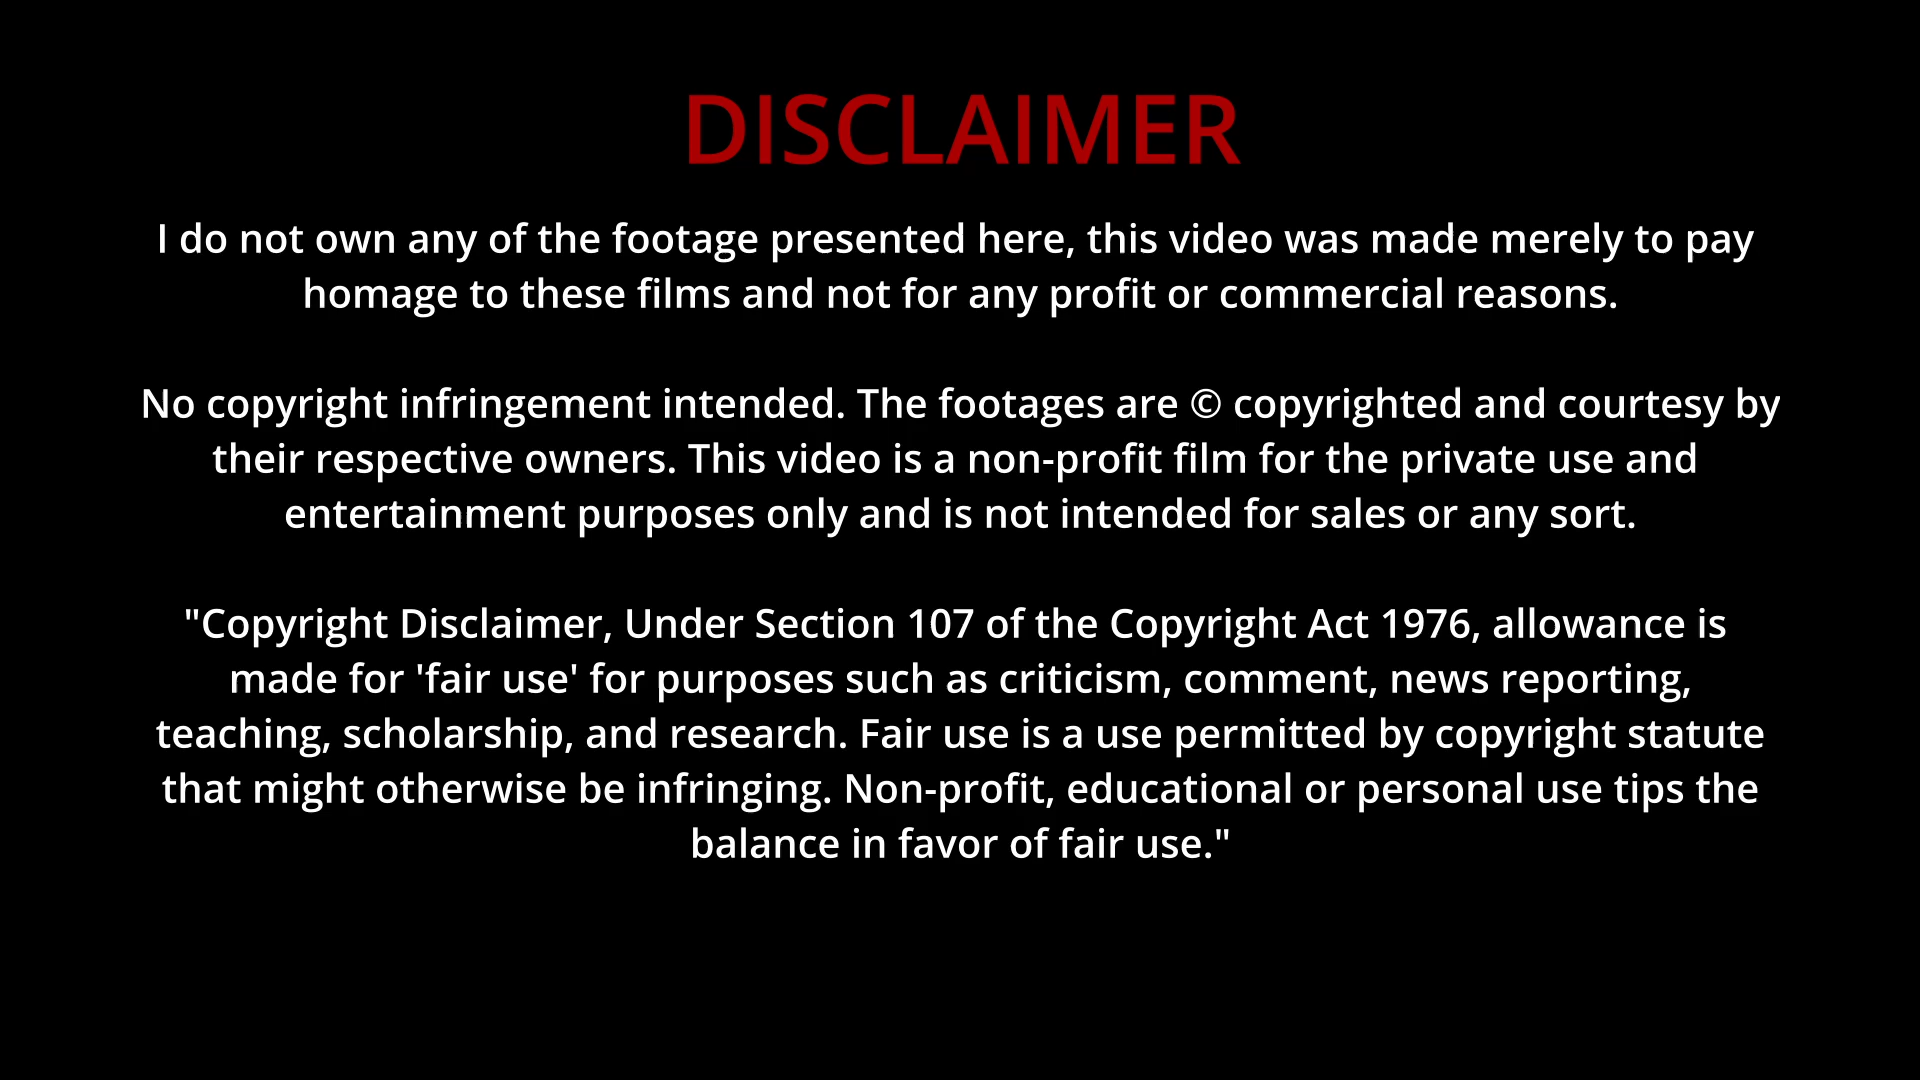 DISCLAIMER
I do not own any of the footage presented here, this video was made merely to pay
homage to these films and not for any profit or commercial reasons.
No copyright infringement intended. The footages are © copyrighted and courtesy by
their respective owners. This video is a non-profit film for the private use and
entertainment purposes only and is not intended for sales or any sort.
"Copyright Disclaimer, Under Section 107 of the Copyright Act 1976, allowance is
made for 'fair use' for purposes such as criticism, comment, news reporting,
teaching, scholarship, and research. Fair use is a use permitted by copyright statute
that might otherwise be infringing. Non-profit, educational or personal use tips the
balance in favor of fair use."